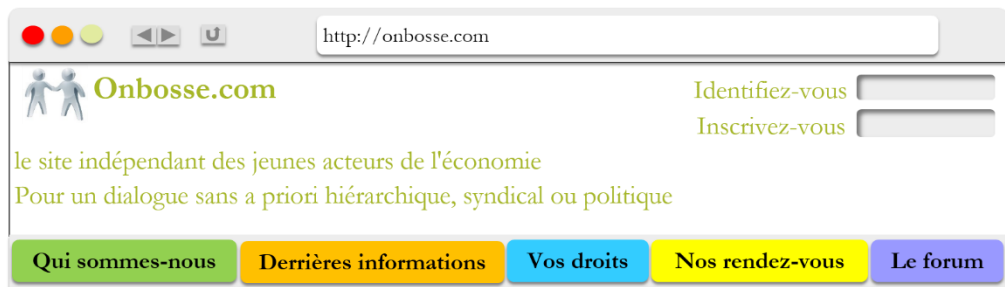 http://onbosse.com
Onbosse.com
Identifiez-vous
Inscrivez-vous
le site indépendant des jeunes acteurs de l'économie
Pour un dialogue sans a priori hiérarchique, syndical ou politique
Qui sommes-nous Derrières informations Vos droits Nos rendez-vous Le forum